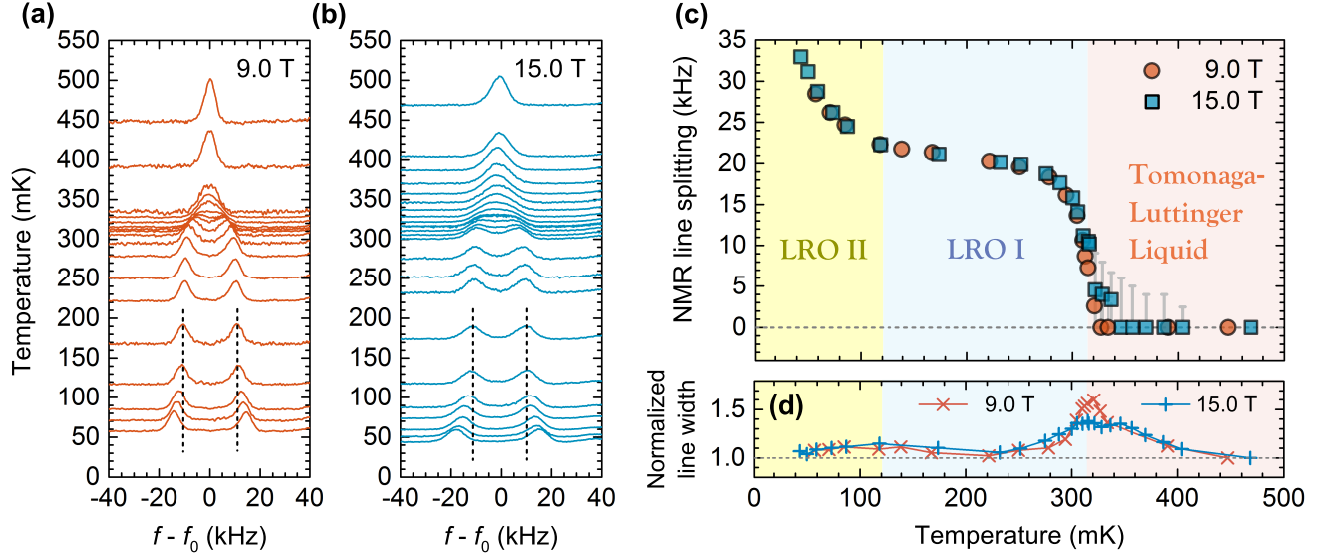 (a)
9.0 T
550
500
450
400
350
300
250
200
150
100
50
0
Temperature (mK)
-40 -20 0 20 40
f - f0 (kHz)
(b)
15.0 T
550
500
450
400
350
300
250
200
150
100
50
0
-40 -20 0 20 40
f - f0 (kHz)
(c)
35
30
25
20
15
10
5
0
NMR line splitting (kHz)
9.0 T
15.0 T
LRO II
LRO I
Tomonaga-
Luttinger
Liquid
(d)
9.0 T
15.0 T
1.5
1.0
Normalized
line width
0 100 200 300 400 500
Temperature (mK)